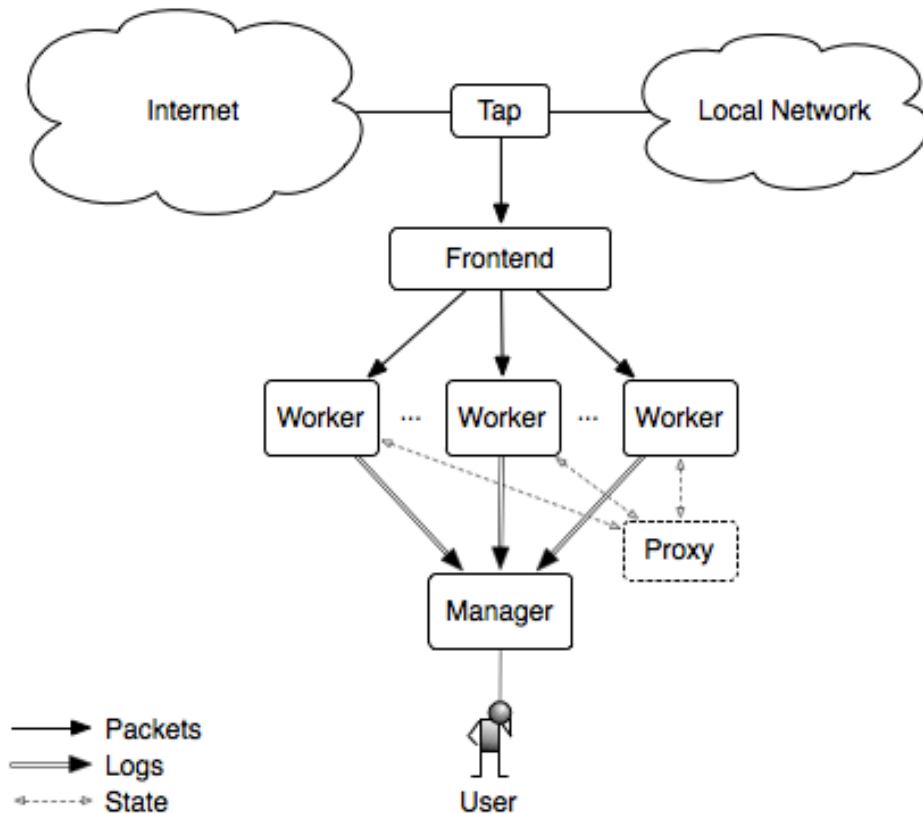 Internet
Tap
Local Network
Frontend
Worker ... Worker ... Worker
Proxy
Manager
Packets
Logs
State
User